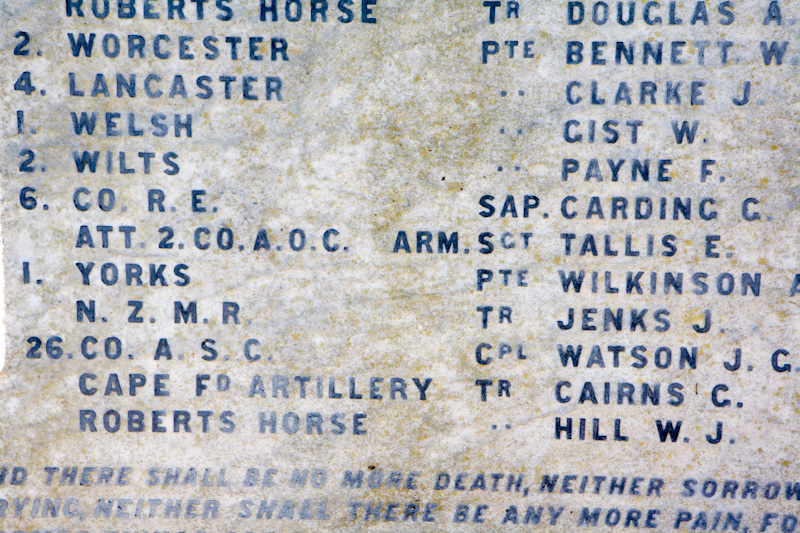 ROBERTS HORSE TR DOUGLAS A.
2. WORCESTER PTE BENNETT W.
4. LANCASTER " CLARKE J.
1. WELSH " GIST W.
2. WILTS " PAYNE F.
6. CO. R. E. SAP. CARDING G.
ATT. 2. CO. A. O. C. ARM. SGT TALLIS E.
1. YORKS PTE WILKINSON A
N. Z. M. R. TR JENKS J.
26. CO. A. S. C. CPL WATSON J. C.
CAPE FD ARTILLERY TR CAIRNS C.
ROBERTS HORSE " HILL W. J.
ND THERE SHALL BE NO MORE DEATH, NEITHER SORROW
RYING, NEITHER SHALL THERE BE ANY MORE PAIN, FO